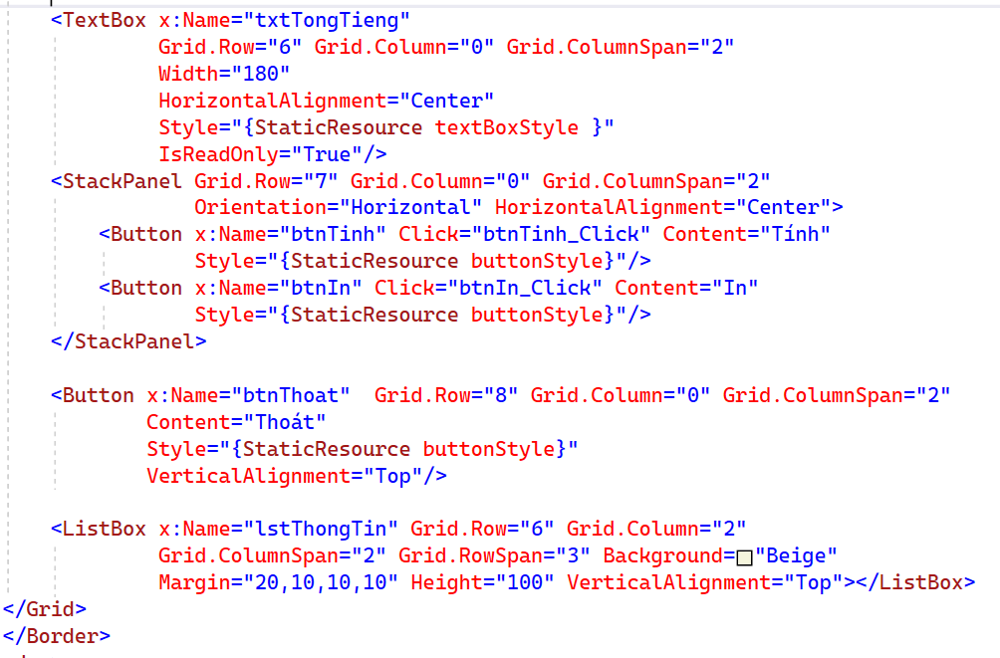 <TextBox x:Name="txtTongTieng"
Grid.Row="6" Grid.Column="0" Grid.ColumnSpan="2"
Width="180"
HorizontalAlignment="Center"
Style="{StaticResource textBoxStyle }"
IsReadOnly="True"/>
<StackPanel Grid.Row="7" Grid.Column="0" Grid.ColumnSpan="2"
Orientation="Horizontal" HorizontalAlignment="Center">
<Button x:Name="btnTinh" Click="btnTinh_Click" Content="Tính"
Style="{StaticResource buttonStyle}"/>
<Button x:Name="btnIn" Click="btnIn_Click" Content="In"
Style="{StaticResource buttonStyle}"/>
</StackPanel>
<Button x:Name="btnThoat"  Grid.Row="8" Grid.Column="0" Grid.ColumnSpan="2"
Content="Thoát"
Style="{StaticResource buttonStyle}"
VerticalAlignment="Top"/>
<ListBox x:Name="lstThongTin" Grid.Row="6" Grid.Column="2"
Grid.ColumnSpan="2" Grid.RowSpan="3" Background="Beige"
Margin="20,10,10,10" Height="100" VerticalAlignment="Top"></ListBox>
</Grid>
</Border>